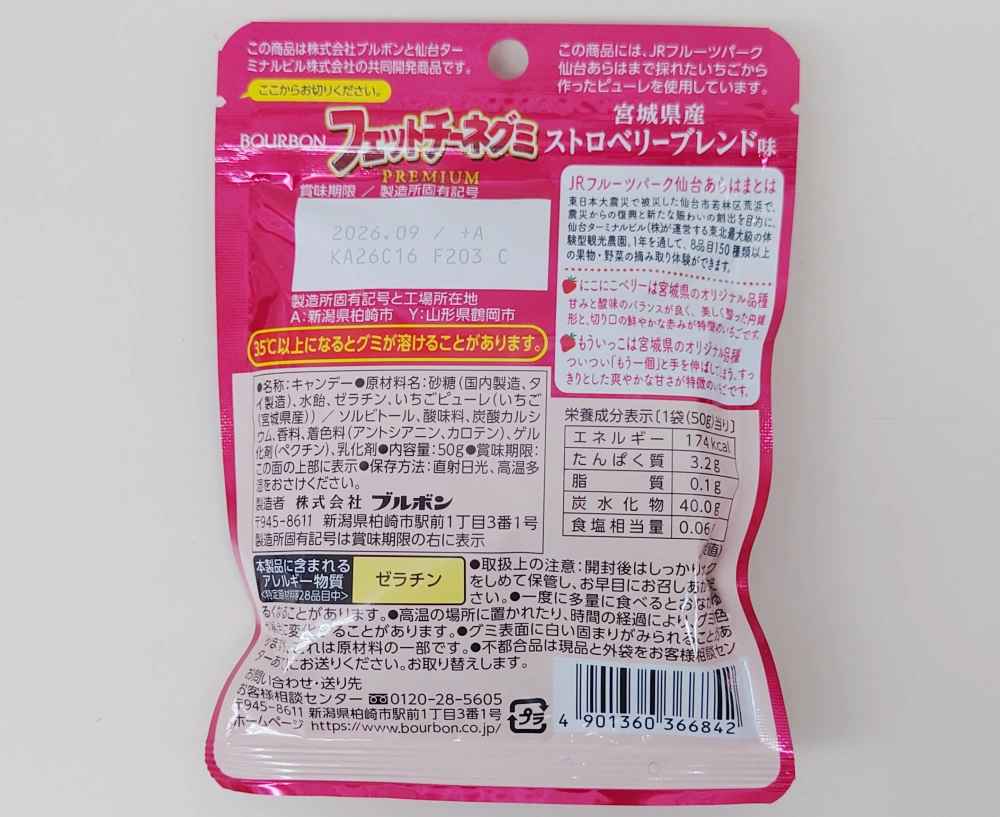 この商品は株式会社ブルボンと仙台ター
ミナルビル株式会社の共同開発商品です。
この商品には、JRフルーツパーク
仙台あらはまで採れたいちごから
作ったピューレを使用しています。
ここからお切りください。
BOURBON フェットチーネグミ
PREMIUM
宮城県産
ストロベリーブレンド味
賞味期限 / 製造所固有記号
2026.09 / +A
KA26C16 F203 C
製造所固有記号と工場所在地
A:新潟県柏崎市 Y:山形県鶴岡市
35℃以上になるとグミが溶けることがあります。
JRフルーツパーク仙台あらはまとは
東日本大震災で被災した仙台市若林区荒浜で、
震災からの復興と新たな賑わいの創出を目的に、
仙台ターミナルビル(株)が運営する東北最大級の体
験型観光農園。1年を通して、8品目150種類以上
の果物・野菜の摘み取り体験ができます。
にこにこベリーは宮城県のオリジナル品種
甘みと酸味のバランスが良く、美しく整った円錐
形と、切り口の鮮やかな赤みが特徴のいちごです。
もういっこは宮城県のオリジナル品種
ついつい「もう一個」と手を伸ばしてしまう、すっ
きりとした爽やかな甘さが特徴のいちごです。
●名称:キャンデー●原材料名:砂糖(国内製造、タ
イ製造)、水飴、ゼラチン、いちごピューレ(いちご
(宮城県産)) / ソルビトール、酸味料、炭酸カルシ
ウム、香料、着色料(アントシアニン、カロテン)、ゲル
化剤(ペクチン)、乳化剤●内容量:50g●賞味期限:
この面の上部に表示●保存方法:直射日光、高温多
湿をおさけください。
製造者 株式会社 ブルボン
〒945-8611 新潟県柏崎市駅前1丁目3番1号
製造所固有記号は賞味期限の右に表示
栄養成分表示[1袋(50g)当り]
エネルギー 174kcal
たんぱく質 3.2g
脂質 0.1g
炭水化物 40.0g
食塩相当量 0.06
本製品に含まれる
アレルギー物質
<特定原材料等28品目中>
ゼラチン
●取扱上の注意:開封後はしっかりチャック
をしめて保管し、お早目にお召しあがりくだ
さい。●一度に多量に食べるとおなかがゆ
るくなることがあります。●高温の場所に置かれたり、時間の経過によりグミの色
が変化することがあります。●グミ表面に白い固まりがみられることがあ
りますが、これは原材料の一部です。●不都合品は現品と外袋をお客様相談セン
ターあてにお送りください。お取り替えします。
お問い合わせ・送り先
お客様相談センター 0120-28-5605
〒945-8611 新潟県柏崎市駅前1丁目3番1号
ホームページ https://www.bourbon.co.jp/
プラ
4 901360 366842